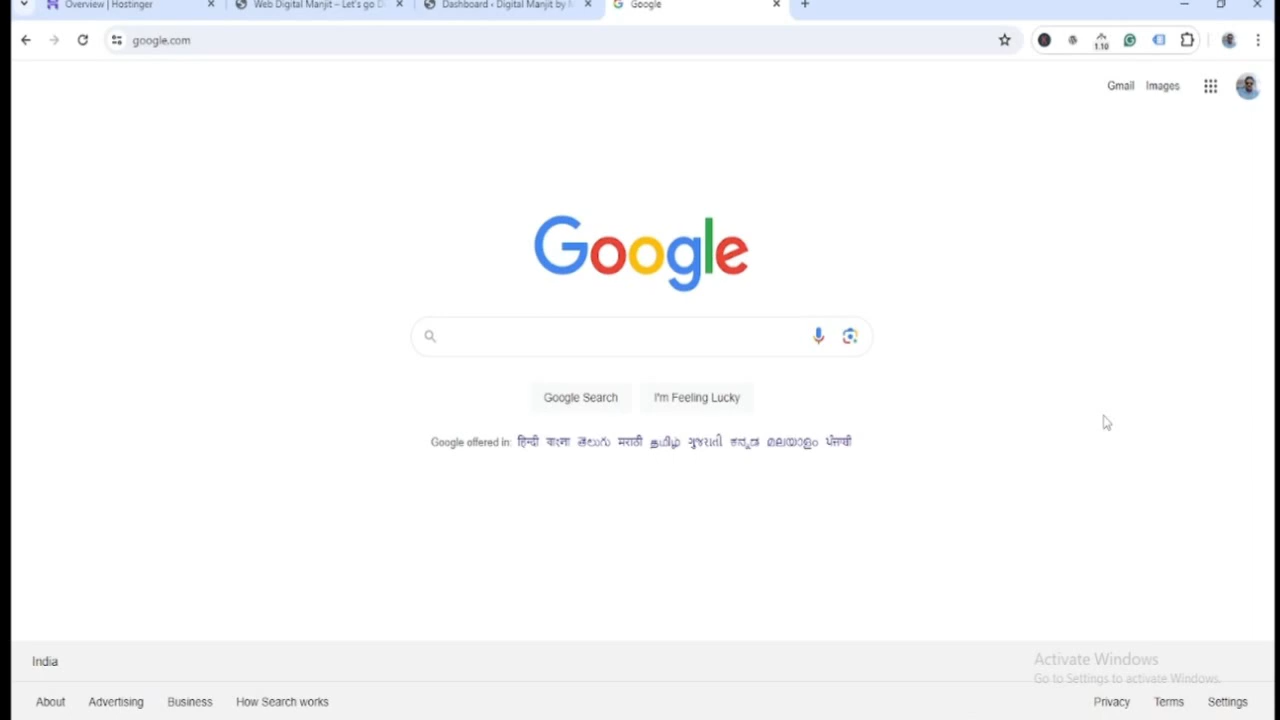 Overview | Hostinger
Web Digital Manjit – Let's go D
Dashboard ‹ Digital Manjit by
Google
google.com
1.10
Gmail Images
Google
Google Search I'm Feeling Lucky
Google offered in: हिन्दी বাংলা తెలుగు मराठी தமிழ் ગુજરાતી ಕನ್ನಡ മലയാളം ਪੰਜਾਬੀ
India
Activate Windows
Go to Settings to activate Windows.
About Advertising Business How Search works
Privacy Terms Settings